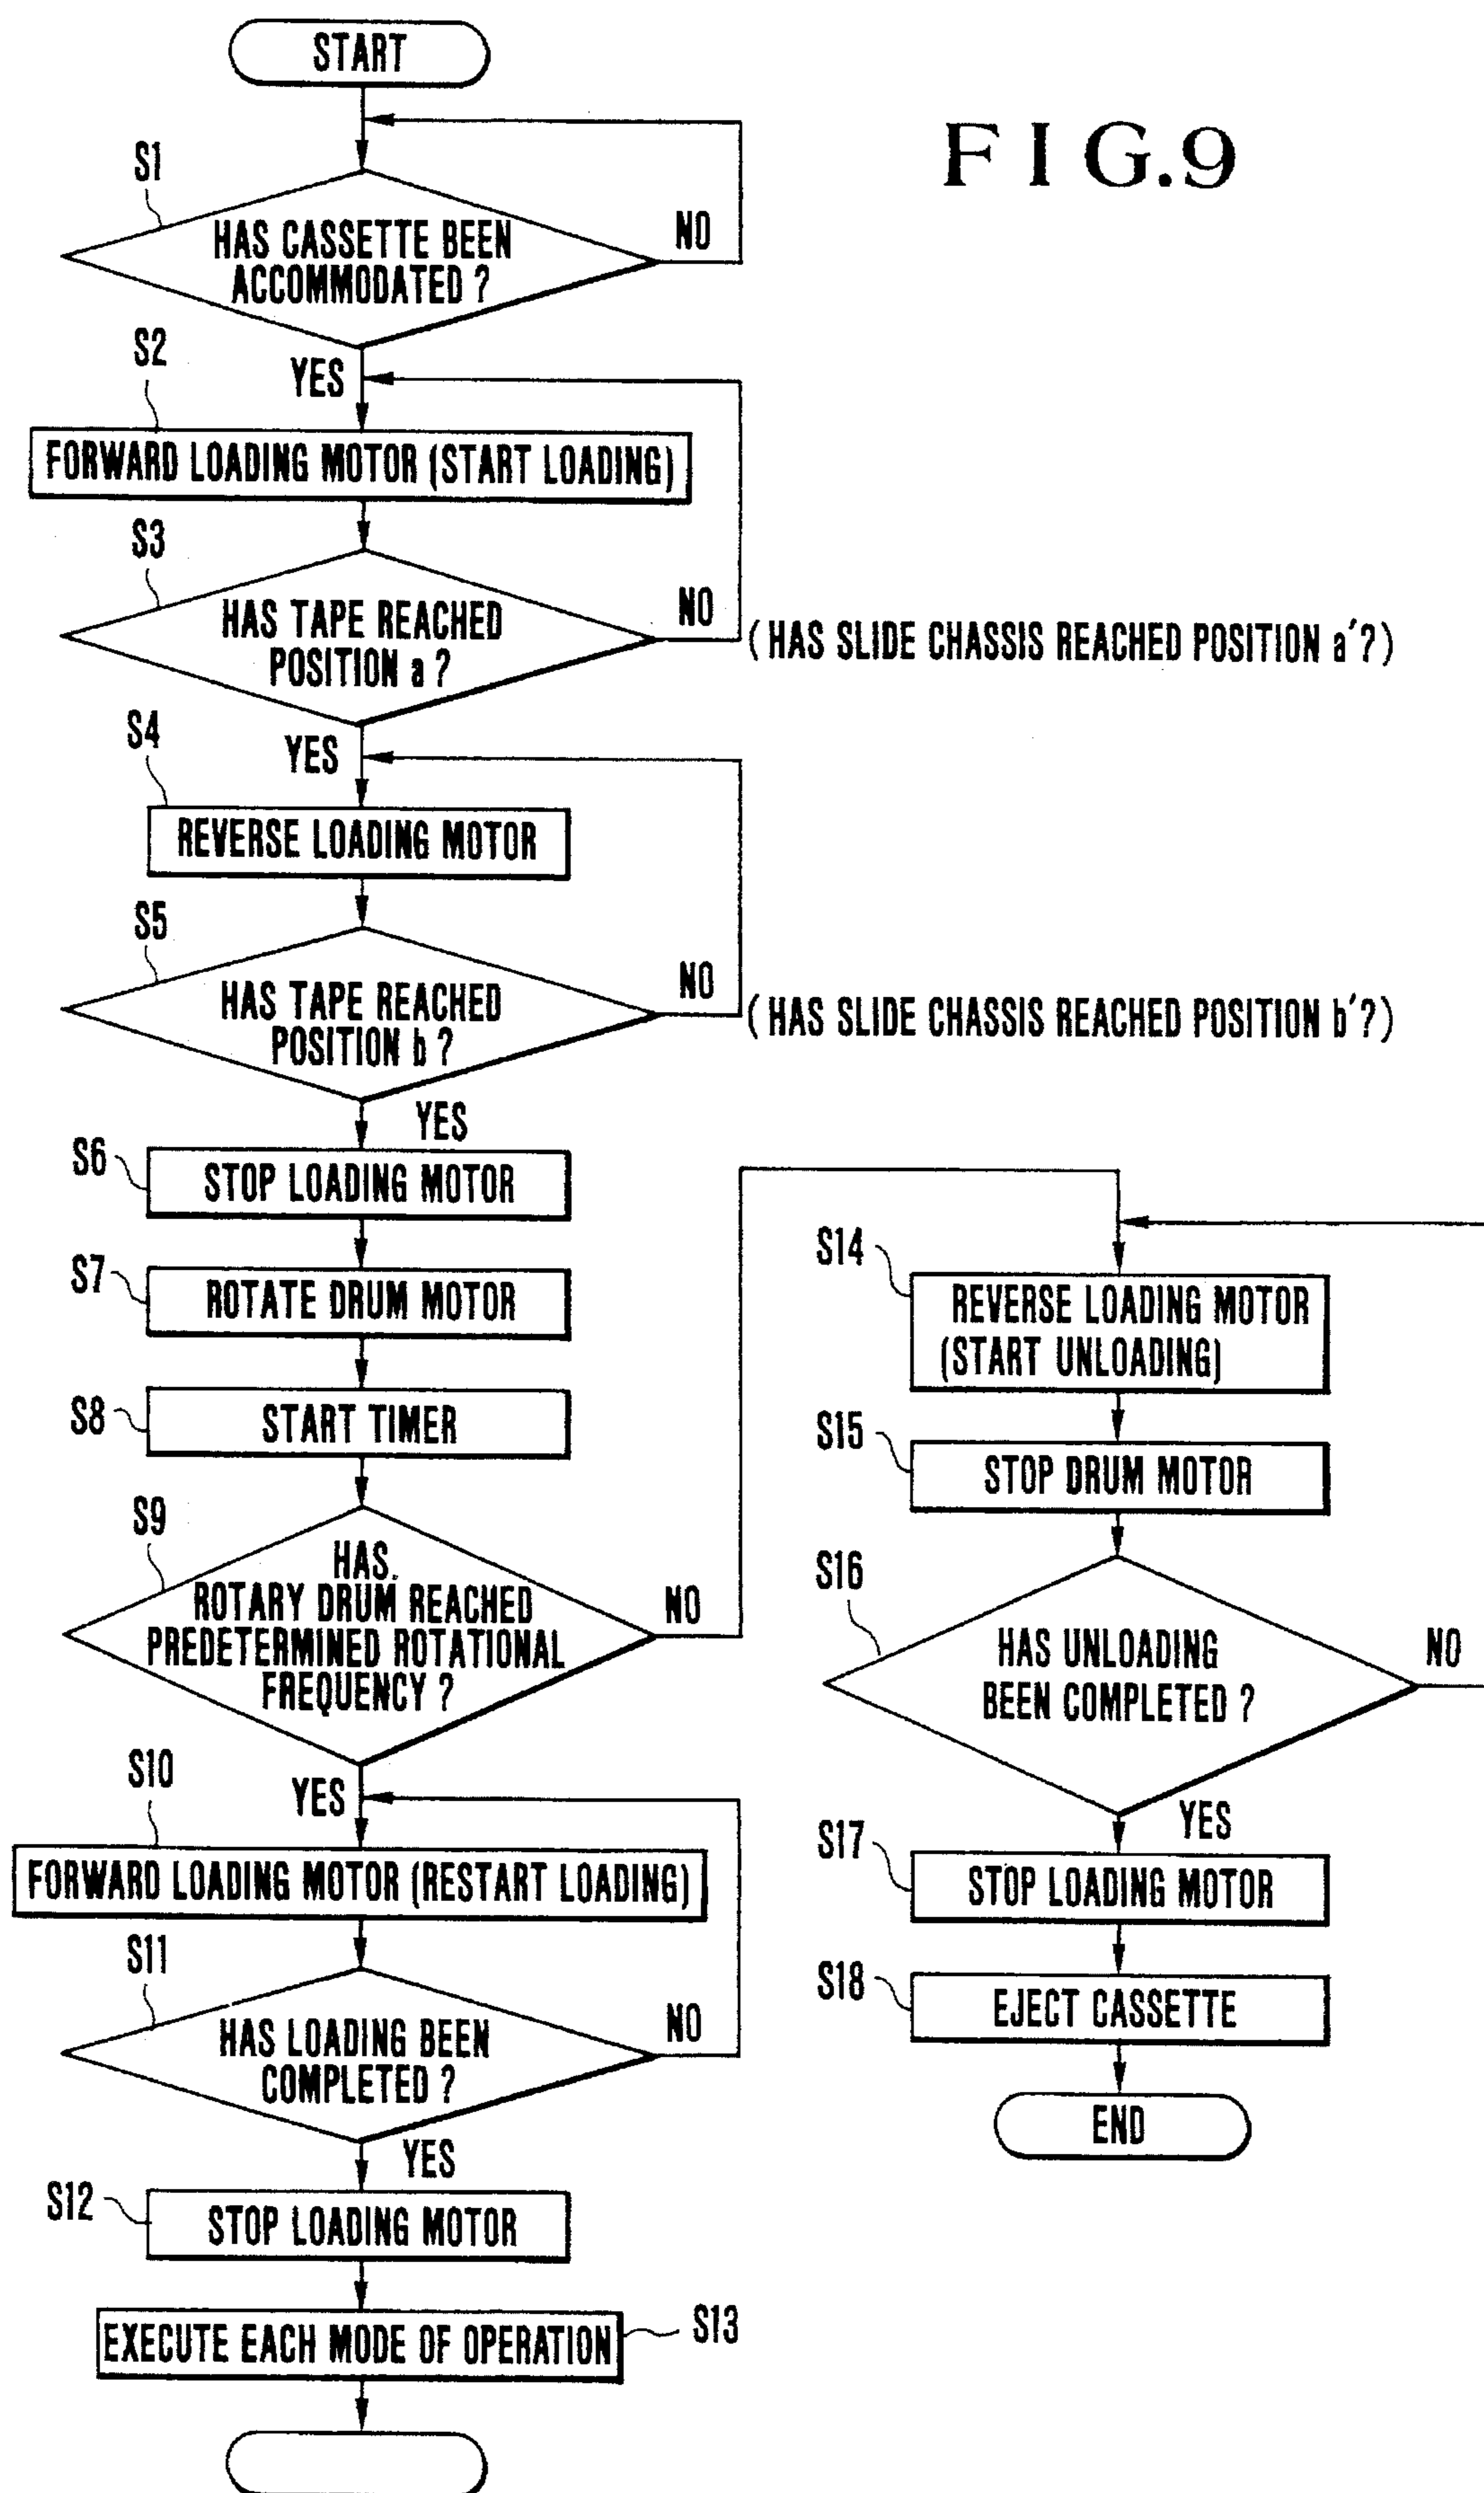 START
FIG.9
S1
HAS CASSETTE BEEN
ACCOMMODATED ?
NO
YES
S2
FORWARD LOADING MOTOR (START LOADING)
S3
HAS TAPE REACHED
POSITION a ?
NO
(HAS SLIDE CHASSIS REACHED POSITION a′?)
YES
S4
REVERSE LOADING MOTOR
S5
HAS TAPE REACHED
POSITION b ?
NO
(HAS SLIDE CHASSIS REACHED POSITION b′?)
YES
S6
STOP LOADING MOTOR
S7
ROTATE DRUM MOTOR
S8
START TIMER
S9
HAS
ROTARY DRUM REACHED
PREDETERMINED ROTATIONAL
FREQUENCY ?
NO
YES
S10
FORWARD LOADING MOTOR (RESTART LOADING)
S11
HAS LOADING BEEN
COMPLETED ?
NO
YES
S12
STOP LOADING MOTOR
EXECUTE EACH MODE OF OPERATION
S13
S14
REVERSE LOADING MOTOR
(START UNLOADING)
S15
STOP DRUM MOTOR
S16
HAS UNLOADING
BEEN COMPLETED ?
NO
YES
S17
STOP LOADING MOTOR
S18
EJECT CASSETTE
END